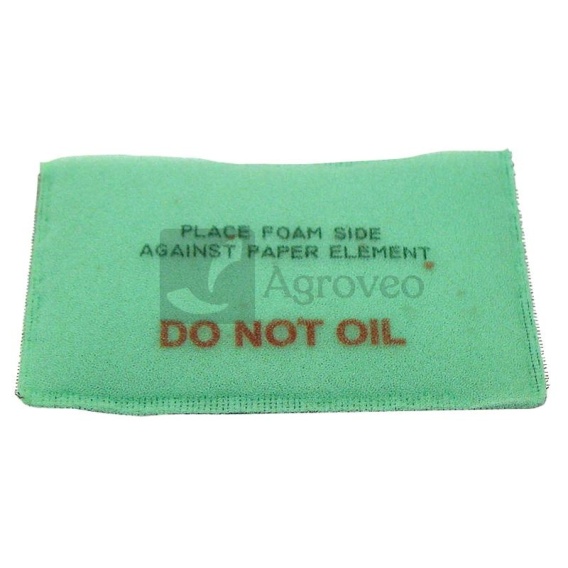 PLACE FOAM SIDE
AGAINST PAPER ELEMENT
Agroveo
DO NOT OIL